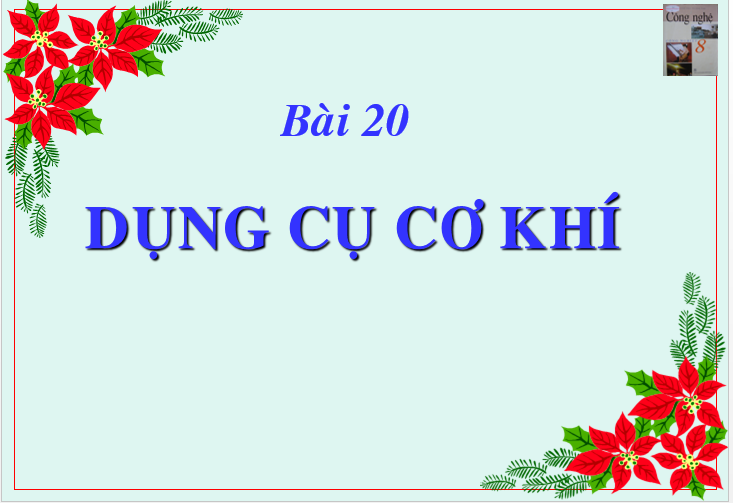 Công nghệ
8
Bài 20
DỤNG CỤ CƠ KHÍ